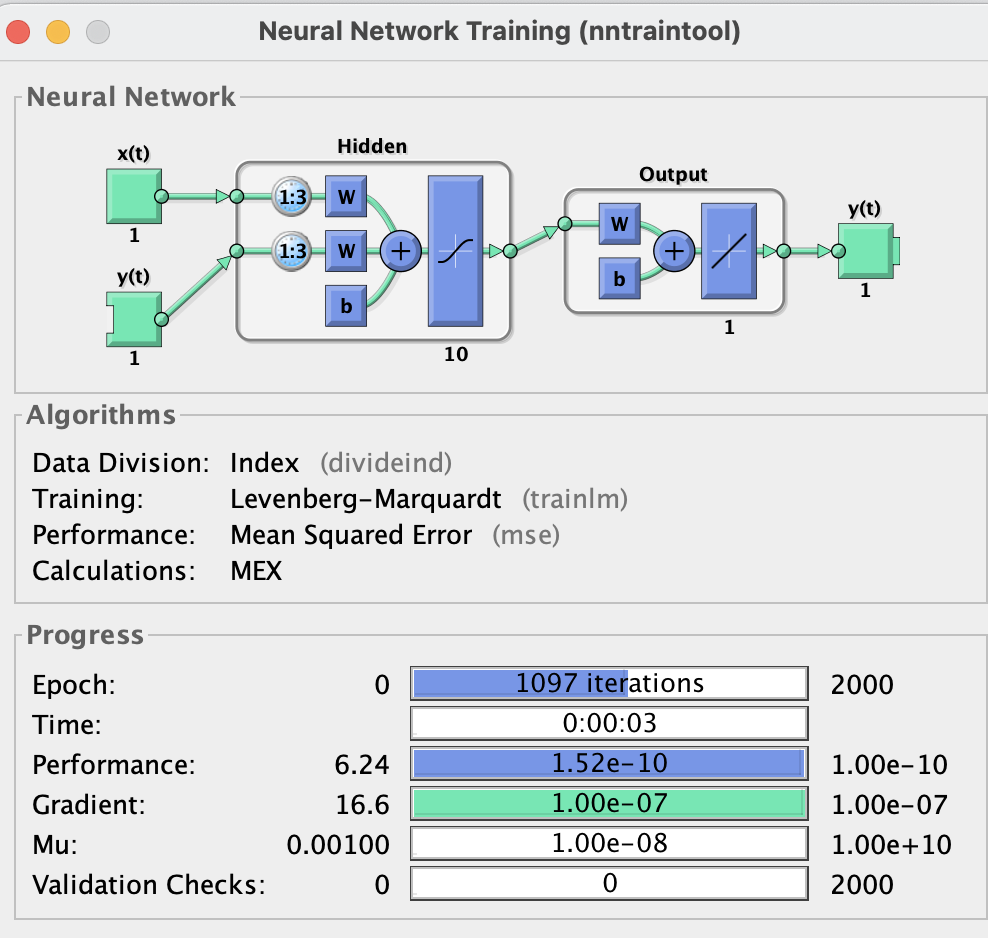 Neural Network Training (nntraintool)
Neural Network
Hidden
x(t)
1
y(t)
1
1:3
W
1:3
W
b
+
10
Output
W
b
+
1
y(t)
1
Algorithms
Data Division: Index (divideind)
Training: Levenberg-Marquardt (trainlm)
Performance: Mean Squared Error (mse)
Calculations: MEX
Progress
Epoch: 0 1097 iterations 2000
Time: 0:00:03
Performance: 6.24 1.52e-10 1.00e-10
Gradient: 16.6 1.00e-07 1.00e-07
Mu: 0.00100 1.00e-08 1.00e+10
Validation Checks: 0 0 2000